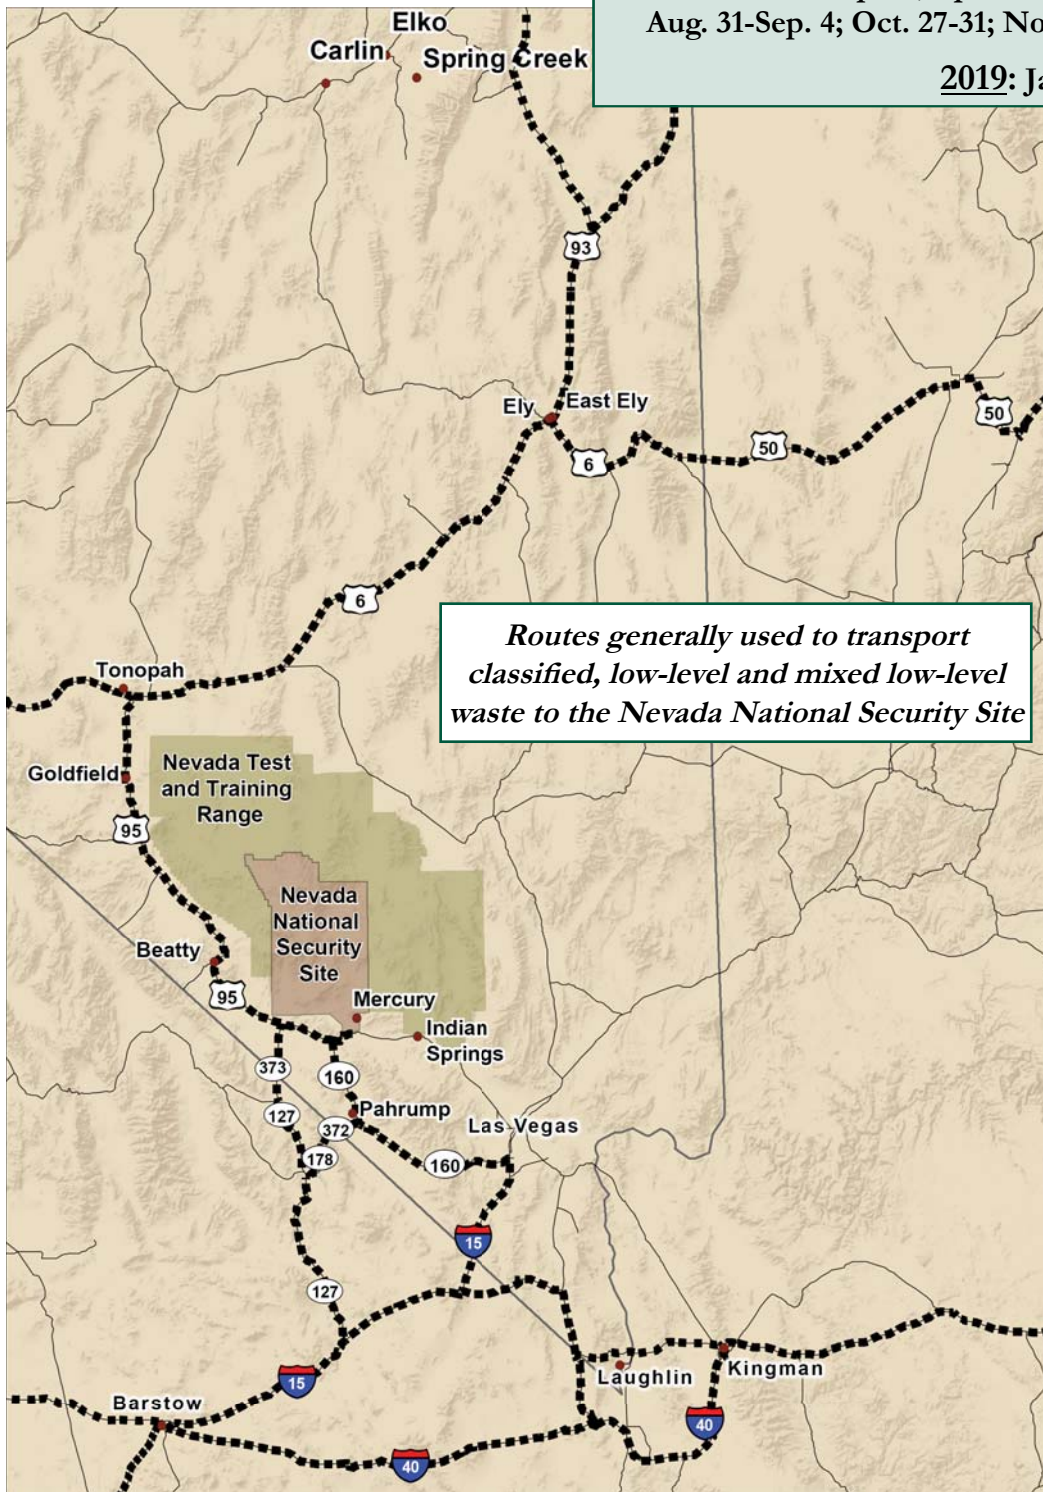 Aug. 31-Sep. 4; Oct. 27-31; No
2019: Ja
Elko
Carlin
Spring Creek
93
Ely
East Ely
50
50
6
6
Routes generally used to transport
classified, low-level and mixed low-level
waste to the Nevada National Security Site
Tonopah
Goldfield
Nevada Test
and Training
Range
95
Nevada
National
Security
Site
Beatty
95
Mercury
Indian
Springs
373
160
127
Pahrump
372
Las Vegas
178
160
15
127
15
Laughlin
Kingman
Barstow
40
40